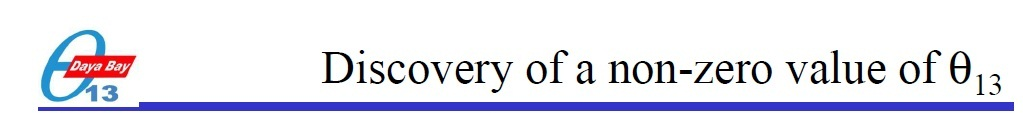 θ Daya Bay 13
Discovery of a non-zero value of θ13